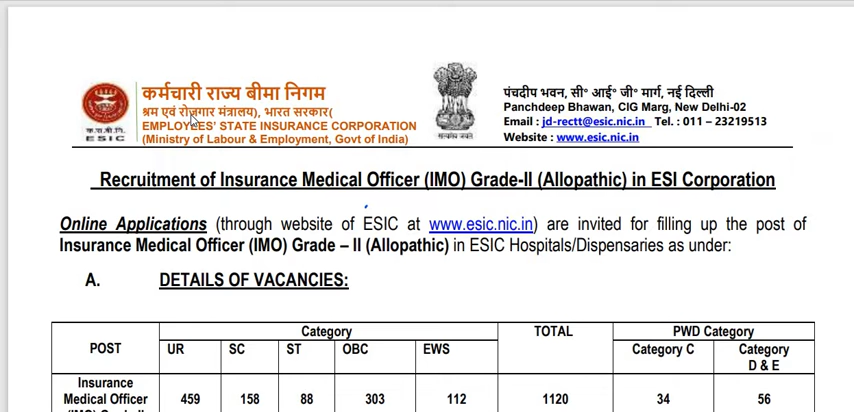 कर्मचारी राज्य बीमा निगम
श्रम एवं रोज़गार मंत्रालय), भारत सरकार(
EMPLOYEES' STATE INSURANCE CORPORATION
(Ministry of Labour & Employment, Govt of India)
क.रा.बी.नि.
E S I C
सत्यमेव जयते
पंचदीप भवन, सी॰ आई॰ जी॰ मार्ग, नई दिल्ली
Panchdeep Bhawan, CIG Marg, New Delhi-02
Email : jd-rectt@esic.nic.in Tel. : 011 – 23219513
Website : www.esic.nic.in
Recruitment of Insurance Medical Officer (IMO) Grade-II (Allopathic) in ESI Corporation
Online Applications (through website of ESIC at www.esic.nic.in) are invited for filling up the post of
Insurance Medical Officer (IMO) Grade – II (Allopathic) in ESIC Hospitals/Dispensaries as under:
A. DETAILS OF VACANCIES:
POST Category TOTAL PWD Category
UR SC ST OBC EWS Category C Category D & E
Insurance
Medical Officer 459 158 88 303 112 1120 34 56